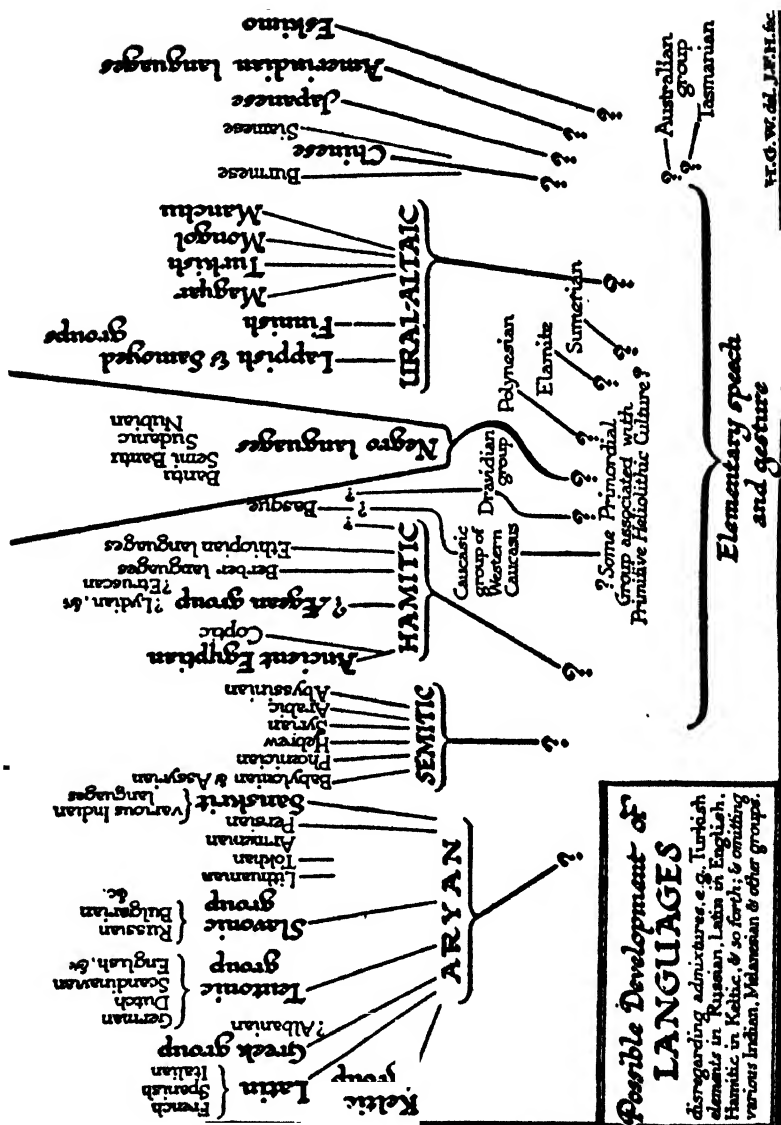 Possible Development of
LANGUAGES
disregarding admixtures, e.g. Turkish
elements in Russian, Latin in English,
Hamitic in Keltic, & so forth; & omitting
various Indian, Melanesian & other groups.
French
Spanish
Italian
Latin
Keltic
group
Greek group
?Albanian
German
Dutch
Scandinavian
English, &c
Teutonic
group
Russian
Bulgarian
&c.
Slavonic
group
Lithuanian
Tokhan
Armenian
Persian
Sanskrit
various Indian
languages
ARYAN
?
Babylonian & Assyrian
Phœnician
Hebrew
Syrian
Arabic
Abyssinian
SEMITIC
?
Ancient Egyptian
Coptic
?Ægean group
?Lydian, &c
?Etruscan
Berber languages
Ethiopian languages
?
HAMITIC
?
Basque
?
?
Caucasic
group of
Western
Caucasus
Dravidian
group
?
Bantu
Semi Bantu
Sudanic
Nubian
Negro languages
?
Polynesian
?
Elamite
?
Sumerian
?
? Some Primordial
Group associated with
Primitive Heliolithic Culture?
Lappish & Samoyed
Finnish
groups
Magyar
Turkish
Mongol
Manchu
URAL-ALTAIC
?
Burmese
Chinese
Siamese
?
Japanese
?
Amerindian languages
?
Eskimo
?
Elementary speech
and gesture
? Australian
group
? Tasmanian
H.G.W. del. J.F.H. fec